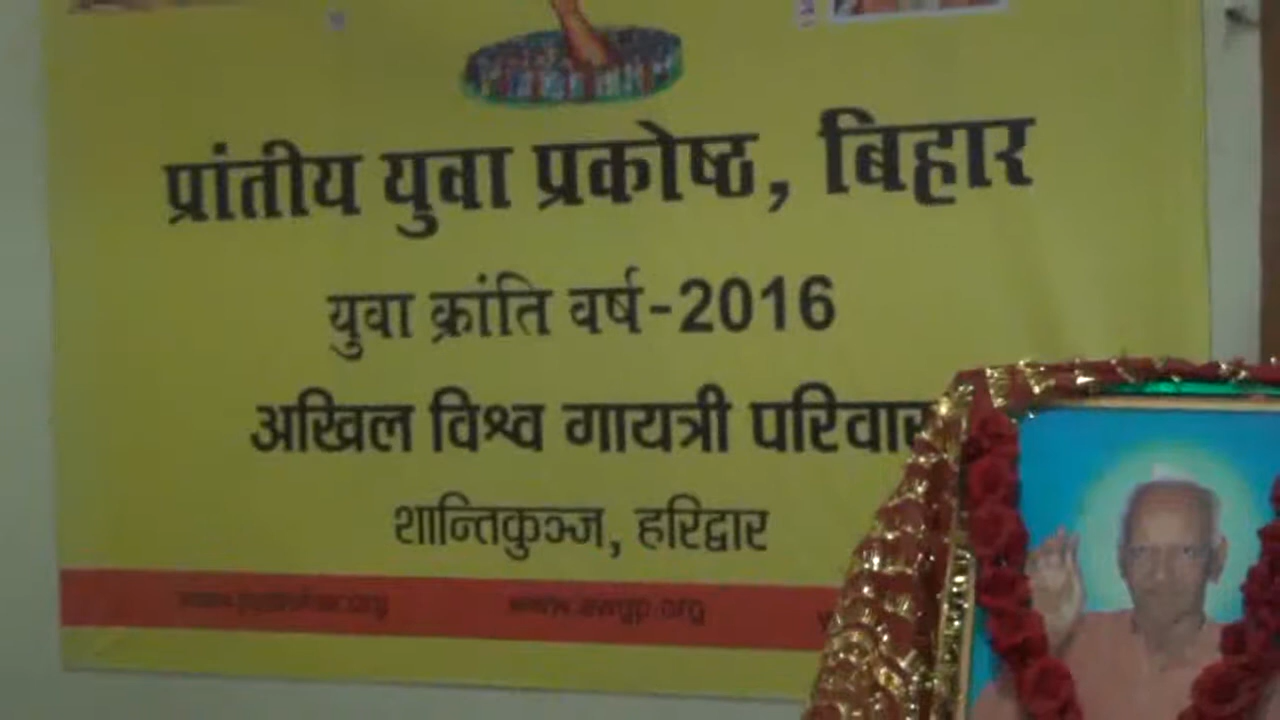 प्रांतीय युवा प्रकोष्ठ, बिहार
युवा क्रांति वर्ष-2016
अखिल विश्व गायत्री परिवार
शान्तिकुञ्ज, हरिद्वार
www.awgp.org